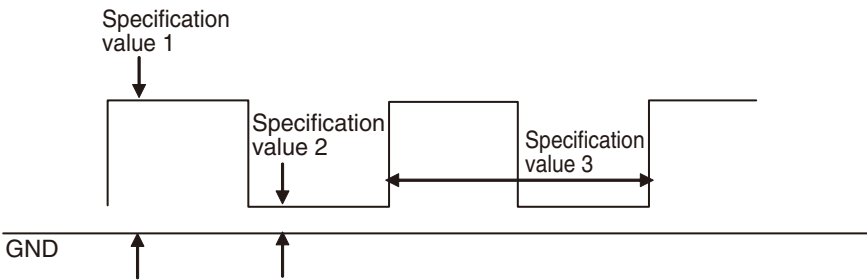 Specification
value 1
Specification
value 2
Specification
value 3
GND